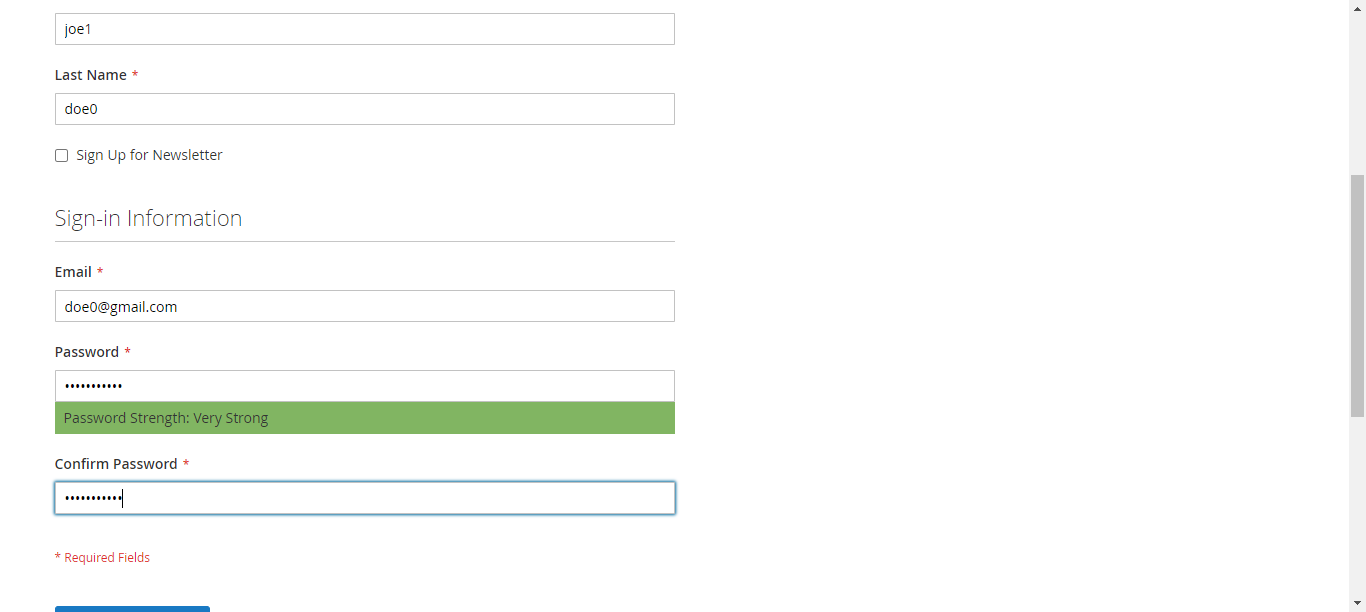 joe1
Last Name *
doe0
Sign Up for Newsletter
Sign-in Information
Email *
doe0@gmail.com
Password *
•••••••••••
Password Strength: Very Strong
Confirm Password *
•••••••••••
* Required Fields